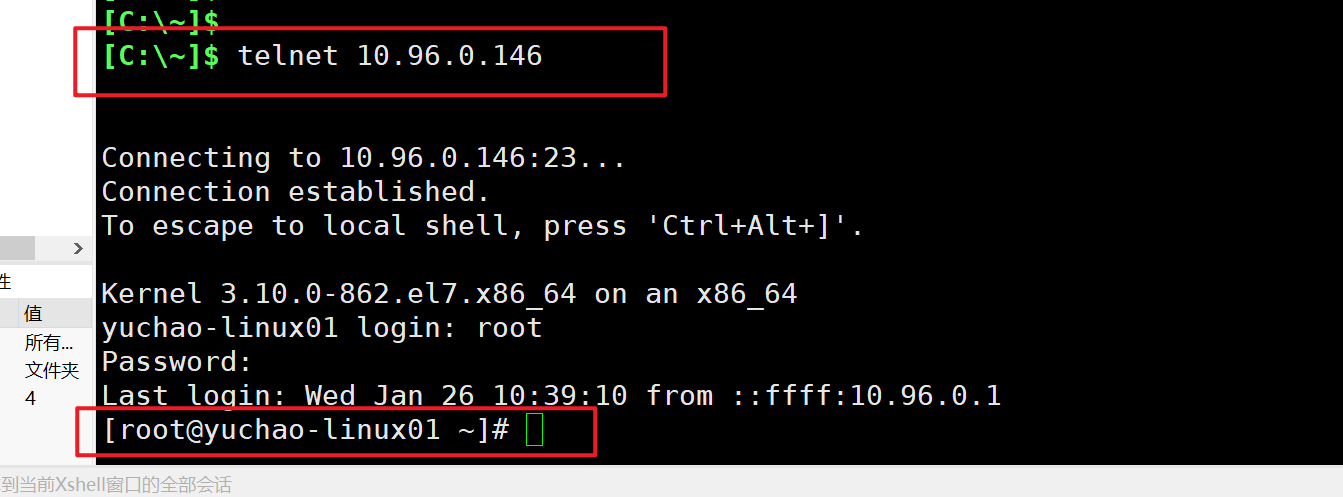 [C:\~]$
[C:\~]$ telnet 10.96.0.146
Connecting to 10.96.0.146:23...
Connection established.
To escape to local shell, press 'Ctrl+Alt+]'.
Kernel 3.10.0-862.el7.x86_64 on an x86_64
yuchao-linux01 login: root
Password:
Last login: Wed Jan 26 10:39:10 from ::ffff:10.96.0.1
[root@yuchao-linux01 ~]#
性
值
所有...
文件夹
4
到当前Xshell窗口的全部会话